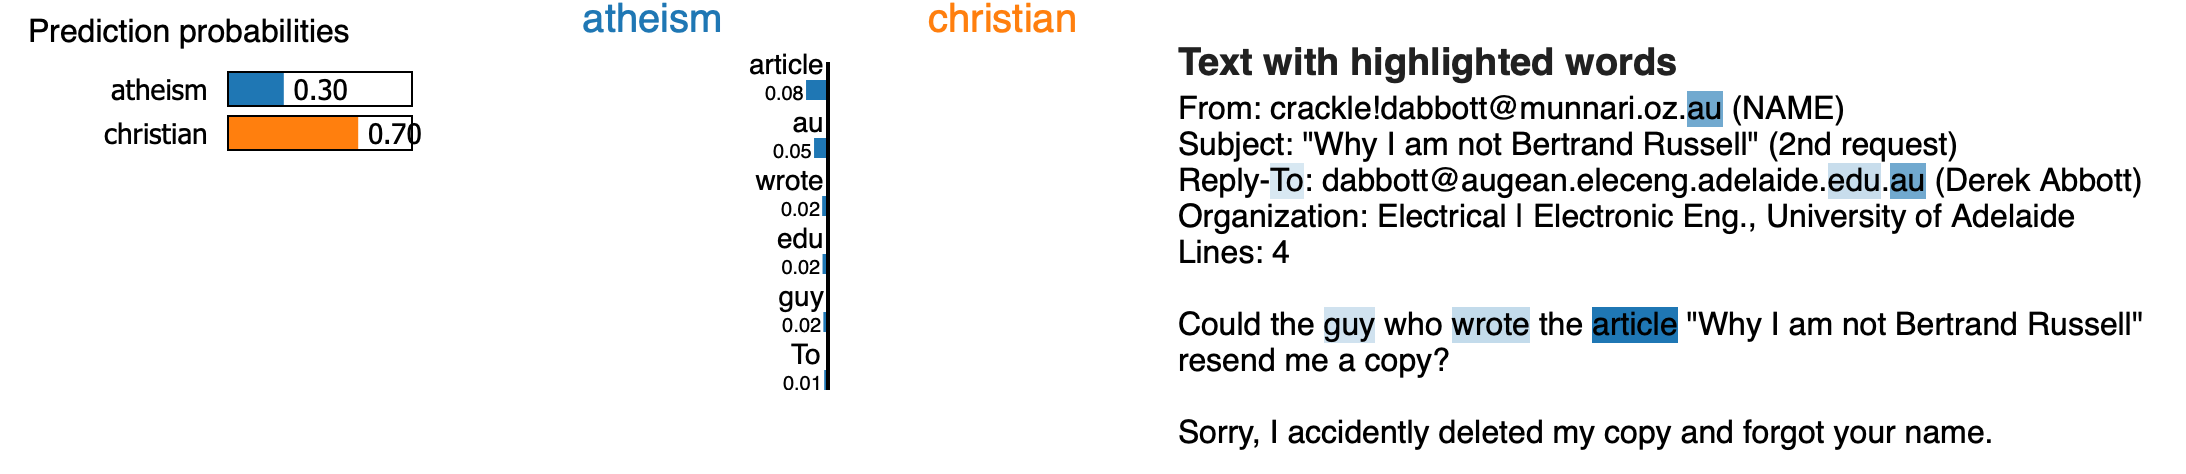 Prediction probabilities
atheism 0.30
christian 0.70
atheism christian
article
0.08
au
0.05
wrote
0.02
edu
0.02
guy
0.02
To
0.01
Text with highlighted words
From: crackle!dabbott@munnari.oz.au (NAME)
Subject: "Why I am not Bertrand Russell" (2nd request)
Reply-To: dabbott@augean.eleceng.adelaide.edu.au (Derek Abbott)
Organization: Electrical | Electronic Eng., University of Adelaide
Lines: 4
Could the guy who wrote the article "Why I am not Bertrand Russell"
resend me a copy?
Sorry, I accidently deleted my copy and forgot your name.